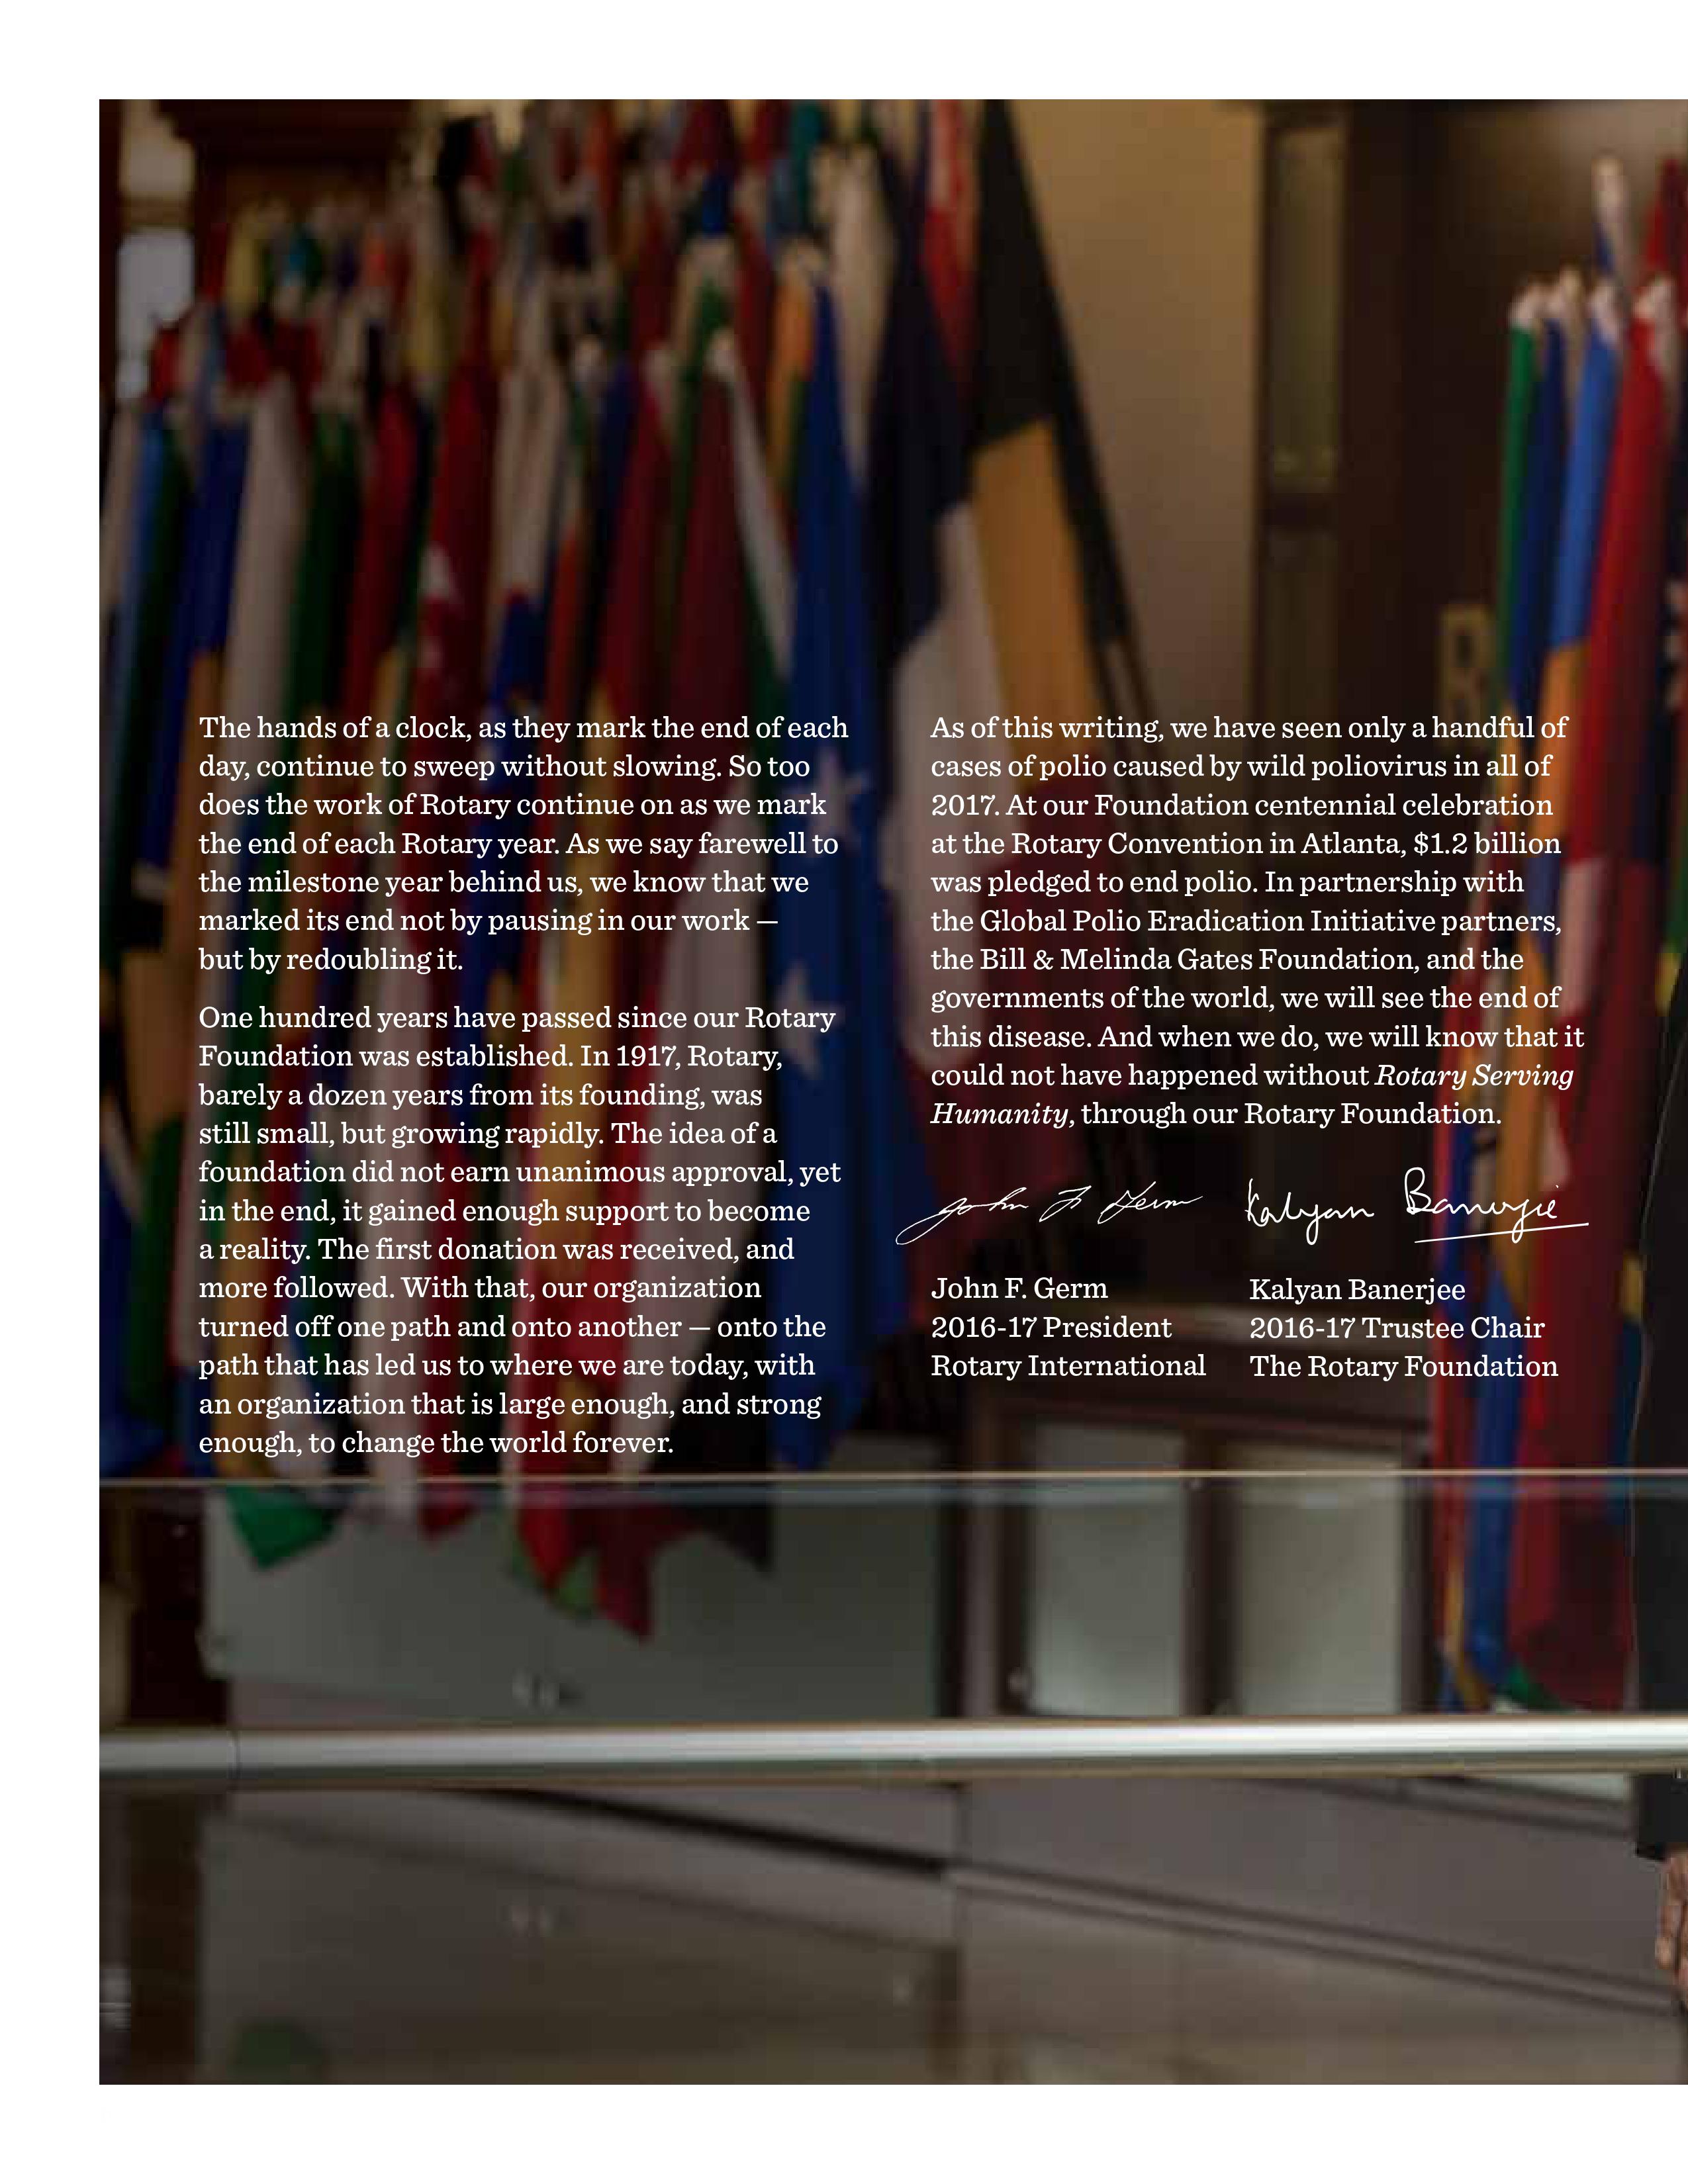 The hands of a clock, as they mark the end of each
day, continue to sweep without slowing. So too
does the work of Rotary continue on as we mark
the end of each Rotary year. As we say farewell to
the milestone year behind us, we know that we
marked its end not by pausing in our work —
but by redoubling it.
One hundred years have passed since our Rotary
Foundation was established. In 1917, Rotary,
barely a dozen years from its founding, was
still small, but growing rapidly. The idea of a
foundation did not earn unanimous approval, yet
in the end, it gained enough support to become
a reality. The first donation was received, and
more followed. With that, our organization
turned off one path and onto another — onto the
path that has led us to where we are today, with
an organization that is large enough, and strong
enough, to change the world forever.
As of this writing, we have seen only a handful of
cases of polio caused by wild poliovirus in all of
2017. At our Foundation centennial celebration
at the Rotary Convention in Atlanta, $1.2 billion
was pledged to end polio. In partnership with
the Global Polio Eradication Initiative partners,
the Bill & Melinda Gates Foundation, and the
governments of the world, we will see the end of
this disease. And when we do, we will know that it
could not have happened without Rotary Serving
Humanity, through our Rotary Foundation.
John F Germ
Kalyan Banerjee
John F. Germ
2016-17 President
Rotary International
Kalyan Banerjee
2016-17 Trustee Chair
The Rotary Foundation